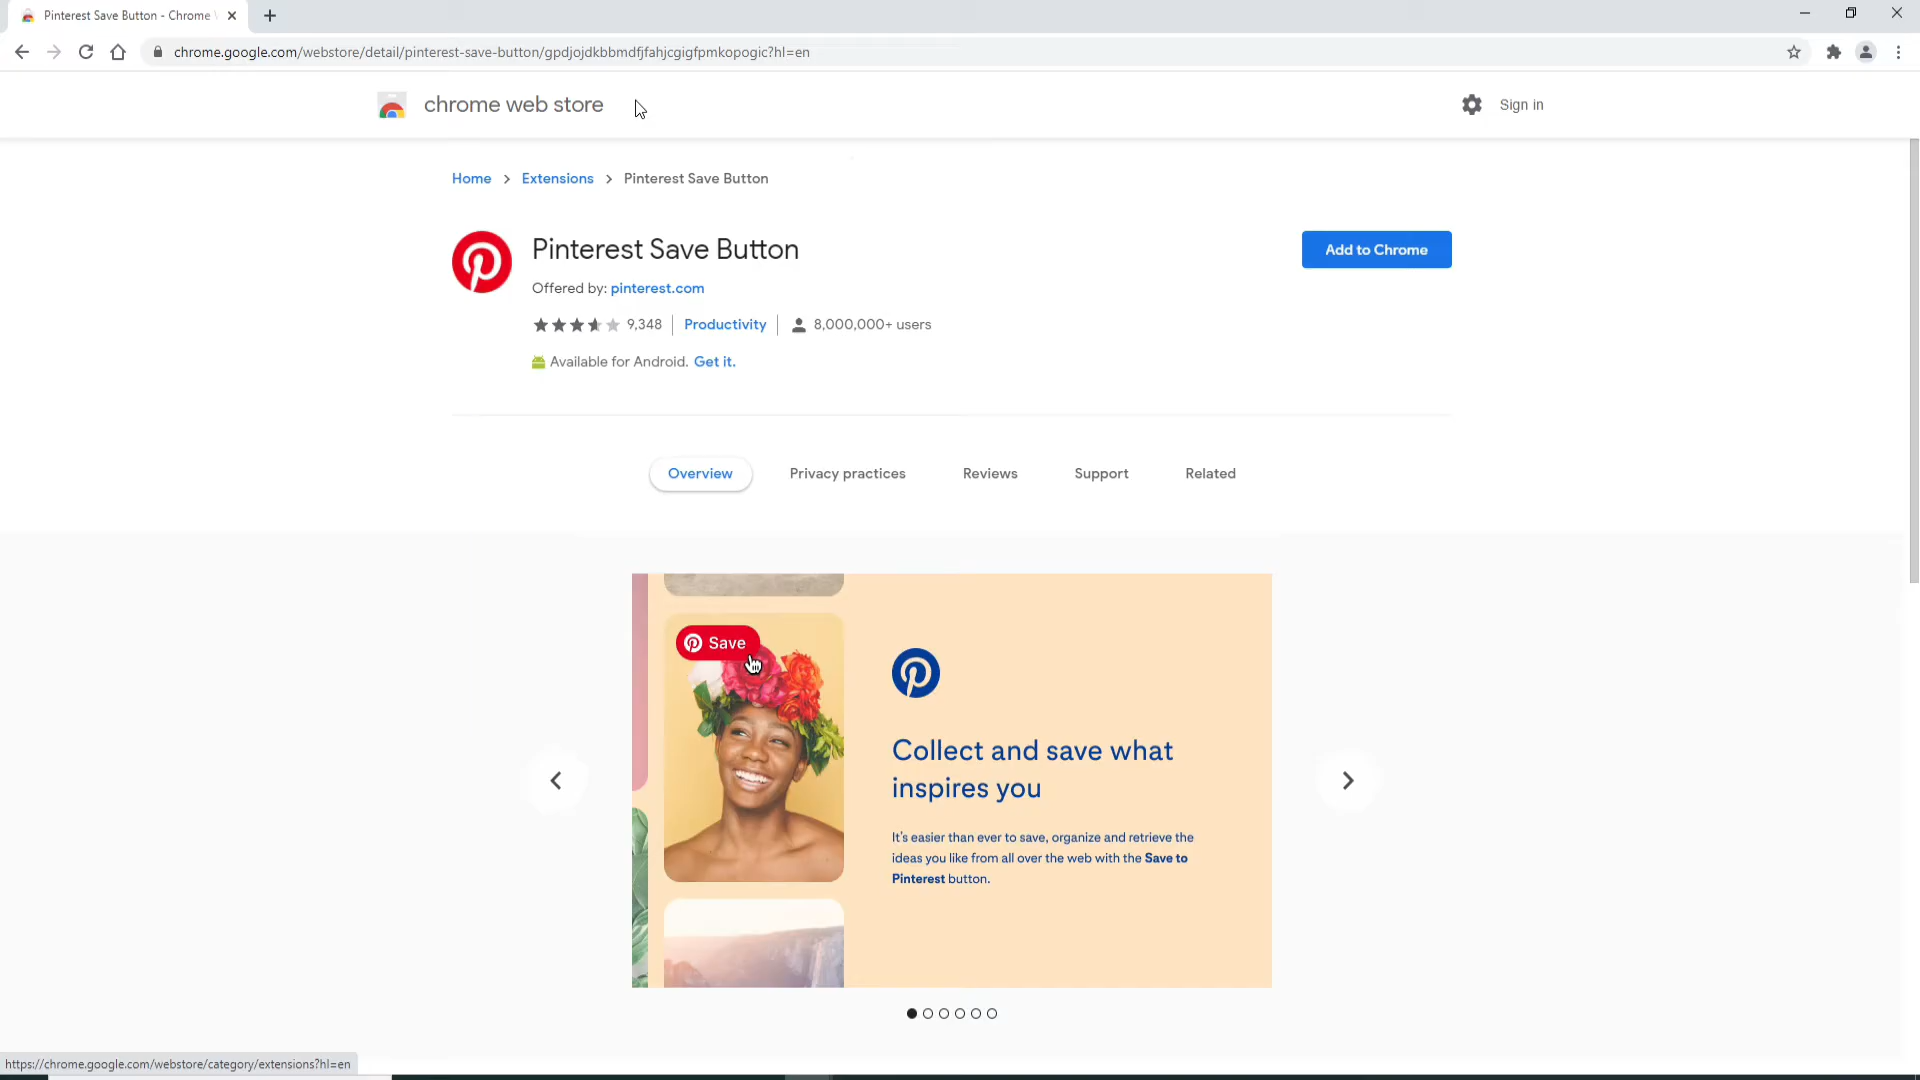 Pinterest Save Button - Chrome
chrome.google.com/webstore/detail/pinterest-save-button/gpdjojdkbbmdfjfahjcgigfpmkopogic?hl=en
chrome web store
Sign in
Home > Extensions > Pinterest Save Button
Pinterest Save Button
Add to Chrome
Offered by: pinterest.com
9,348 Productivity 8,000,000+ users
Available for Android. Get it.
Overview Privacy practices Reviews Support Related
Save
Collect and save what
inspires you
It's easier than ever to save, organize and retrieve the
ideas you like from all over the web with the Save to
Pinterest button.
https://chrome.google.com/webstore/category/extensions?hl=en